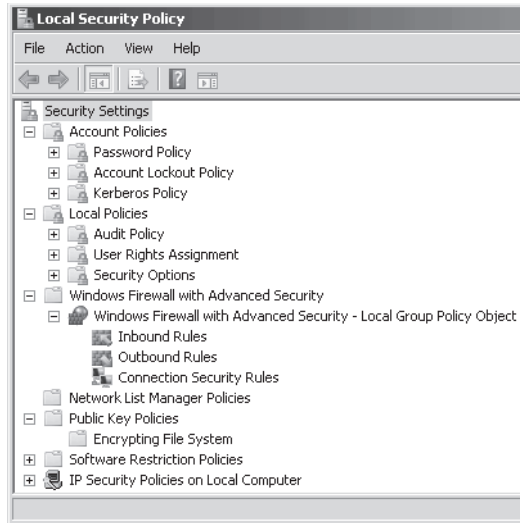 Local Security Policy
File Action View Help
Security Settings
Account Policies
Password Policy
Account Lockout Policy
Kerberos Policy
Local Policies
Audit Policy
User Rights Assignment
Security Options
Windows Firewall with Advanced Security
Windows Firewall with Advanced Security - Local Group Policy Object
Inbound Rules
Outbound Rules
Connection Security Rules
Network List Manager Policies
Public Key Policies
Encrypting File System
Software Restriction Policies
IP Security Policies on Local Computer